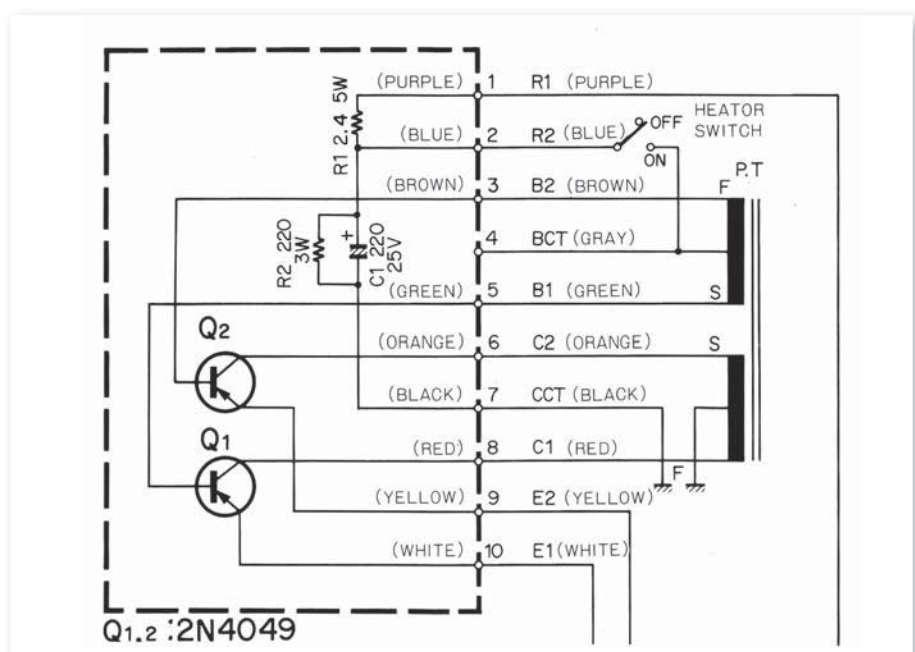 (PURPLE) 1 R1 (PURPLE)
R1 2.4 5W
HEATOR
SWITCH
OFF
ON
(BLUE) 2 R2 (BLUE)
P.T
F
(BROWN) 3 B2 (BROWN)
4 BCT (GRAY)
R2 220
3W
+
C1 220
25V
(GREEN) 5 B1 (GREEN)
S
Q2
(ORANGE) 6 C2 (ORANGE)
S
(BLACK) 7 CCT (BLACK)
Q1
(RED) 8 C1 (RED)
F
(YELLOW) 9 E2 (YELLOW)
(WHITE) 10 E1 (WHITE)
Q1.2 :2N4049